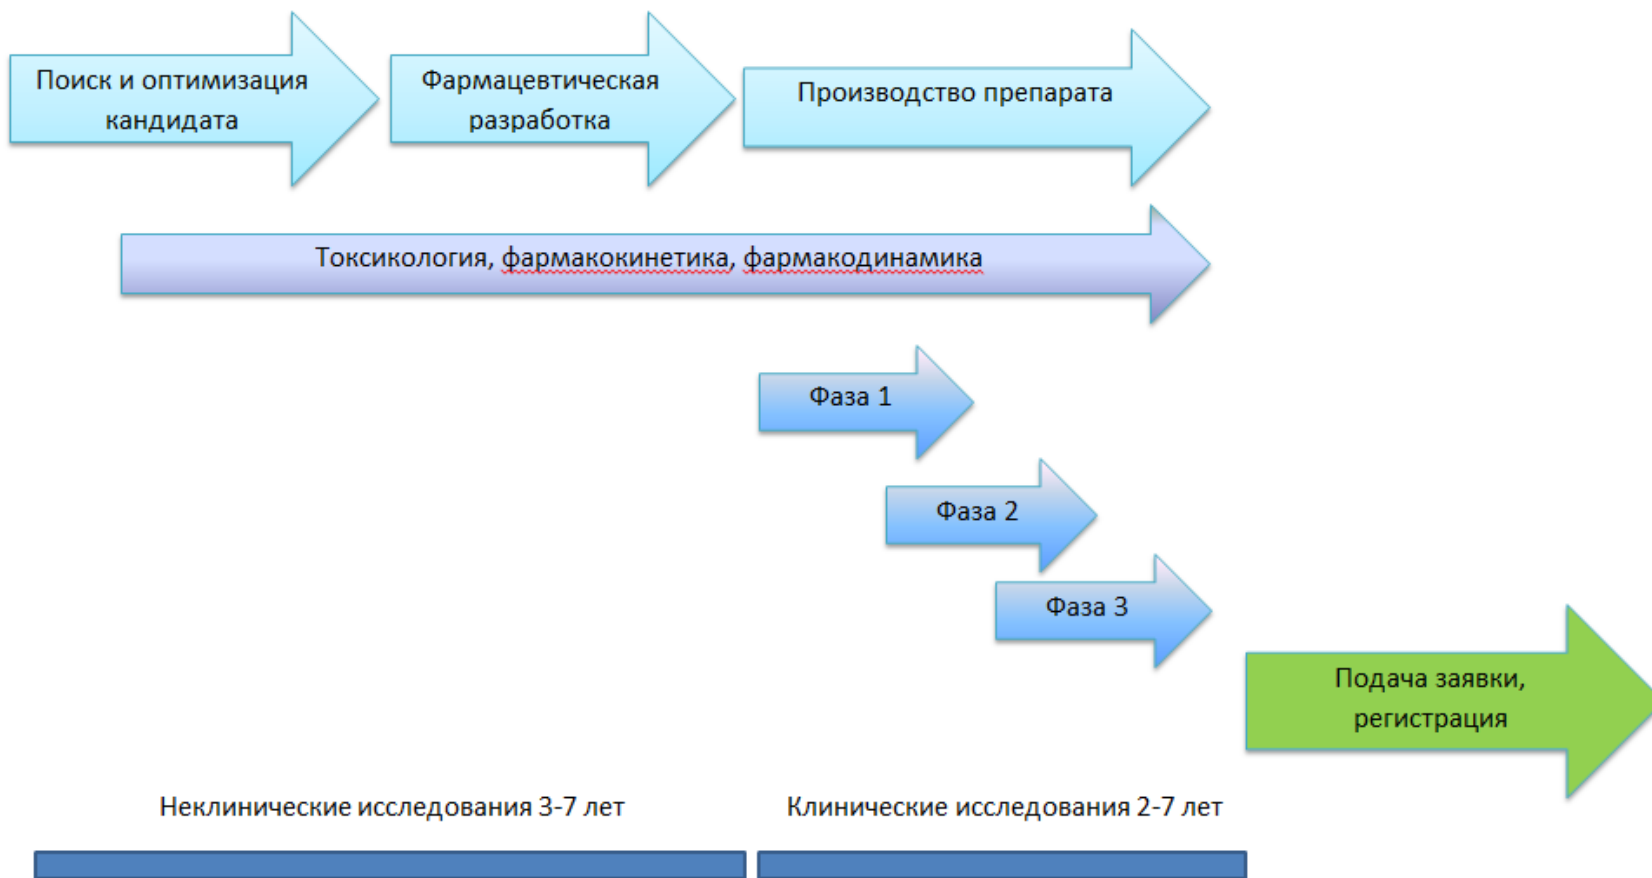 Поиск и оптимизация
кандидата
Фармацевтическая
разработка
Производство препарата
Токсикология, фармакокинетика, фармакодинамика
Фаза 1
Фаза 2
Фаза 3
Подача заявки,
регистрация
Неклинические исследования 3-7 лет
Клинические исследования 2-7 лет